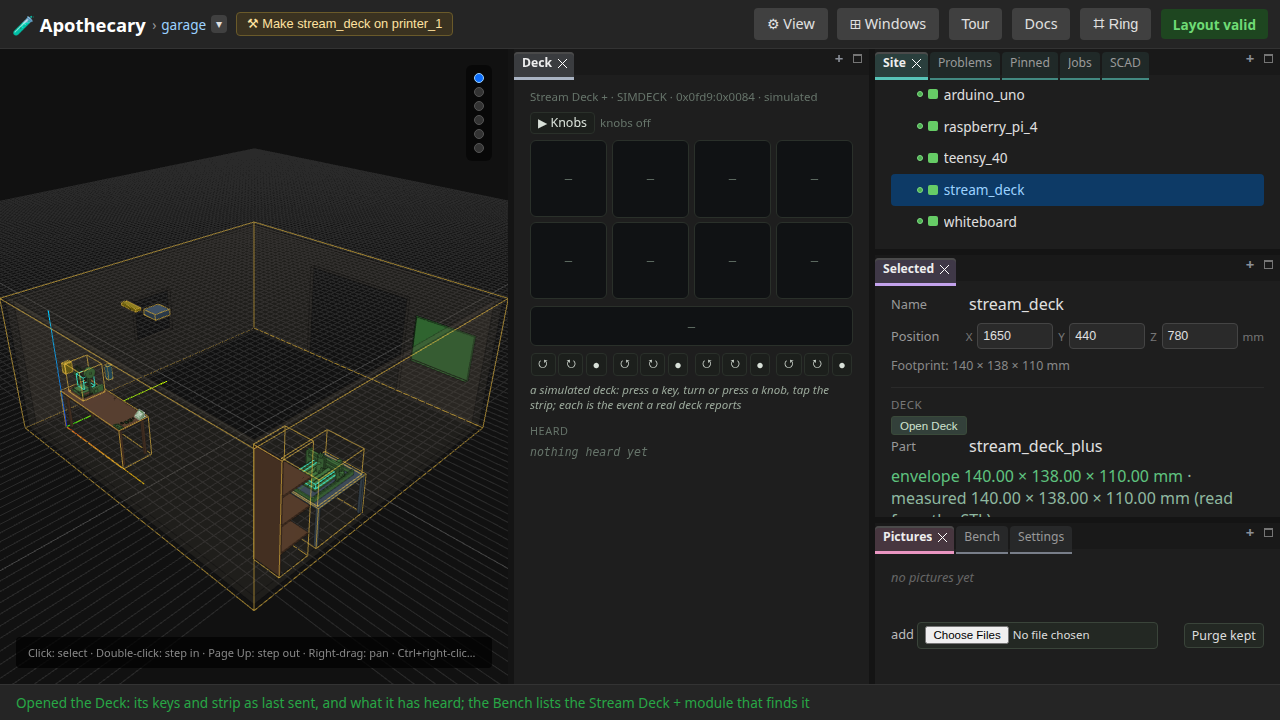 Apothecary › garage ▾ ⚒ Make stream_deck on printer_1 ⚙ View ⊞ Windows Tour Docs ⌗ Ring Layout valid
Deck
Stream Deck + · SIMDECK · 0x0fd9:0x0084 · simulated
▶ Knobs knobs off
– – – –
– – – –
–
↺ ↻ ● ↺ ↻ ● ↺ ↻ ● ↺ ↻ ●
a simulated deck: press a key, turn or press a knob, tap the
strip; each is the event a real deck reports
HEARD
nothing heard yet
Site Problems Pinned Jobs SCAD
arduino_uno
raspberry_pi_4
teensy_40
stream_deck
whiteboard
Selected
Name stream_deck
Position X 1650 Y 440 Z 780 mm
Footprint: 140 × 138 × 110 mm
DECK
Open Deck
Part stream_deck_plus
envelope 140.00 × 138.00 × 110.00 mm ·
measured 140.00 × 138.00 × 110.00 mm (read
Pictures Bench Settings
no pictures yet
add Choose Files No file chosen Purge kept
Click: select · Double-click: step in · Page Up: step out · Right-drag: pan · Ctrl+right-clic...
Opened the Deck: its keys and strip as last sent, and what it has heard; the Bench lists the Stream Deck + module that finds it